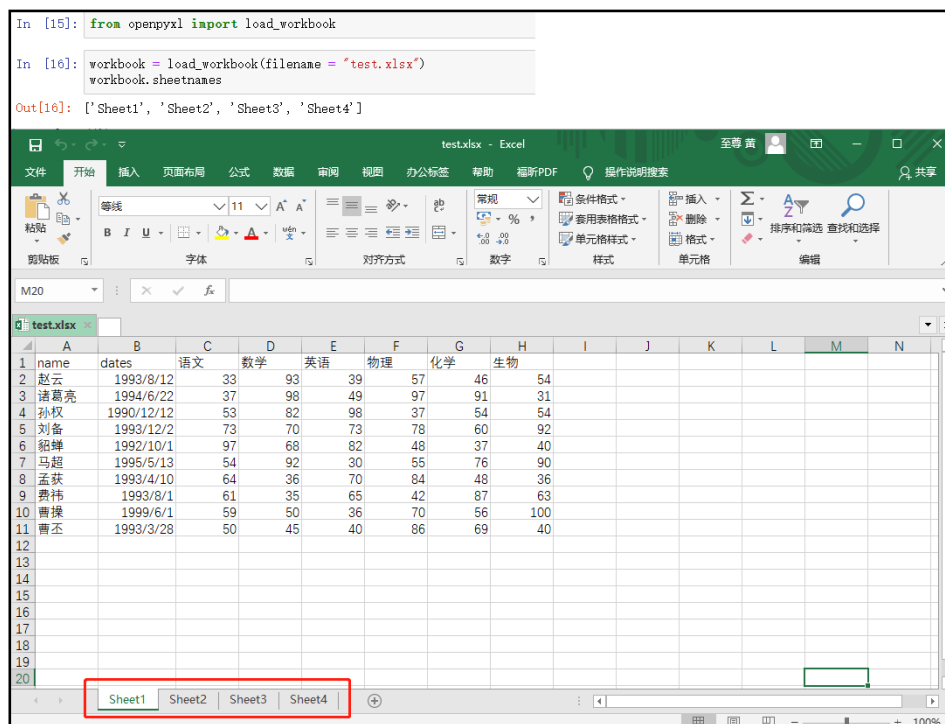 In [15]: from openpyxl import load_workbook
In [16]: workbook = load_workbook(filename = "test.xlsx")
workbook.sheetnames
Out[16]: ['Sheet1', 'Sheet2', 'Sheet3', 'Sheet4']
test.xlsx - Excel 至尊 黄
文件 开始 插入 页面布局 公式 数据 审阅 视图 办公标签 帮助 福昕PDF 操作说明搜索 共享
等线 11 A A 常规 条件格式 插入 Σ
粘贴 B I U A wén 文 % , 套用表格格式 删除 排序和筛选 查找和选择
单元格样式 格式
剪贴板 字体 对齐方式 数字 样式 单元格 编辑
M20 fx
test.xlsx
A B C D E F G H I J K L M N
1 name dates 语文 数学 英语 物理 化学 生物
2 赵云 1993/8/12 33 93 39 57 46 54
3 诸葛亮 1994/6/22 37 98 49 97 91 31
4 孙权 1990/12/12 53 82 98 37 54 54
5 刘备 1993/12/2 73 70 73 78 60 92
6 貂蝉 1992/10/1 97 68 82 48 37 40
7 马超 1995/5/13 54 92 30 55 76 90
8 孟获 1993/4/10 64 36 70 84 48 36
9 费祎 1993/8/1 61 35 65 42 87 63
10 曹操 1999/6/1 59 50 36 70 56 100
11 曹丕 1993/3/28 50 45 40 86 69 40
12
13
14
15
16
17
18
19
20
Sheet1 Sheet2 Sheet3 Sheet4
100%